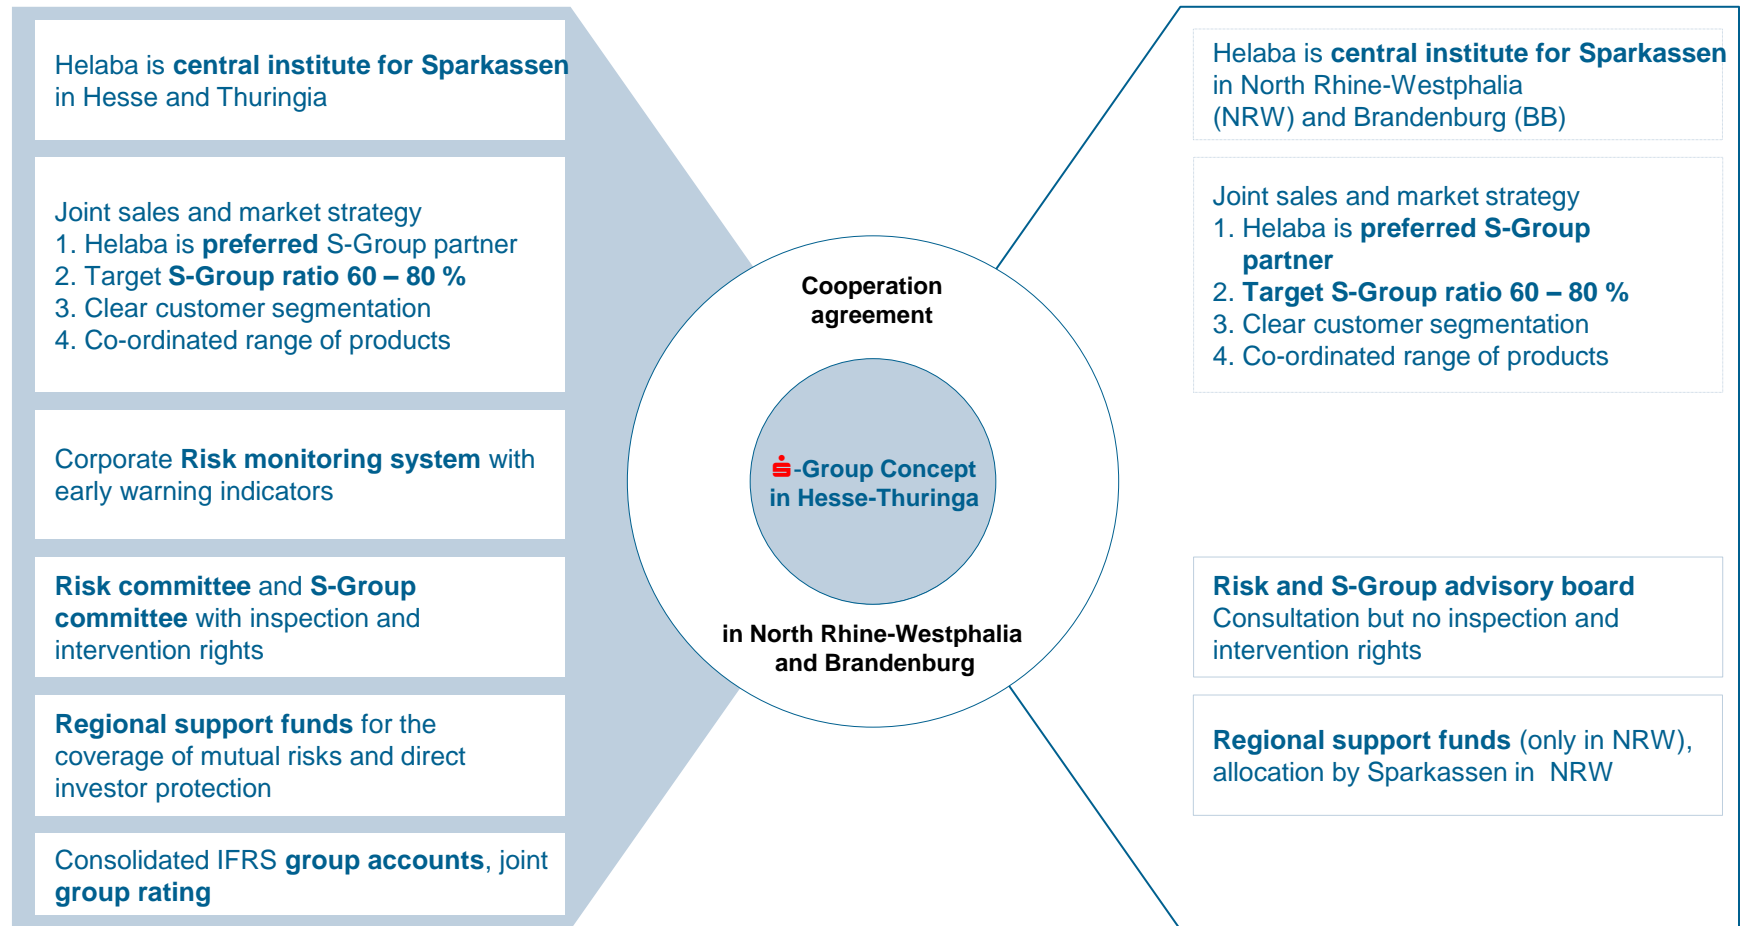 Helaba is central institute for Sparkassen
in Hesse and Thuringia
Joint sales and market strategy
1. Helaba is preferred S-Group partner
2. Target S-Group ratio 60 – 80 %
3. Clear customer segmentation
4. Co-ordinated range of products
Corporate Risk monitoring system with
early warning indicators
Risk committee and S-Group
committee with inspection and
intervention rights
Regional support funds for the
coverage of mutual risks and direct
investor protection
Consolidated IFRS group accounts, joint
group rating
Cooperation
agreement
S-Group Concept
in Hesse-Thuringa
in North Rhine-Westphalia
and Brandenburg
Helaba is central institute for Sparkassen
in North Rhine-Westphalia
(NRW) and Brandenburg (BB)
Joint sales and market strategy
1. Helaba is preferred S-Group
partner
2. Target S-Group ratio 60 – 80 %
3. Clear customer segmentation
4. Co-ordinated range of products
Risk and S-Group advisory board
Consultation but no inspection and
intervention rights
Regional support funds (only in NRW),
allocation by Sparkassen in NRW